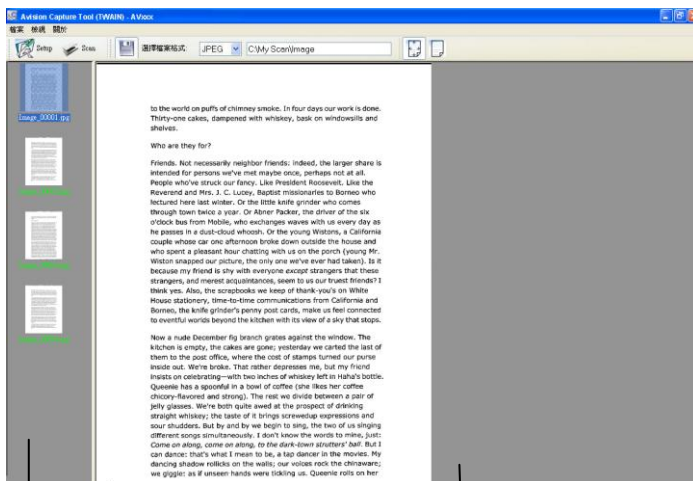 Avision Capture Tool (TWAIN) - AVxxx
檔案 檢視 關於
Setup Scan 選擇檔案格式: JPEG C:\My Scan\Image
Image_00001.jpg
to the world on puffs of chimney smoke. In four days our work is done.
Thirty-one cakes, dampened with whiskey, bask on windowsills and
shelves.
Who are they for?
Friends. Not necessarily neighbor friends: indeed, the larger share is
intended for persons we've met maybe once, perhaps not at all.
People who've struck our fancy. Like President Roosevelt. Like the
Reverend and Mrs. J. C. Lucey, Baptist missionaries to Borneo who
lectured here last winter. Or the little knife grinder who comes
through town twice a year. Or Abner Packer, the driver of the six
o'clock bus from Mobile, who exchanges waves with us every day as
he passes in a dust-cloud whoosh. Or the young Wistons, a California
couple whose car one afternoon broke down outside the house and
who spent a pleasant hour chatting with us on the porch (young Mr.
Wiston snapped our picture, the only one we've ever had taken). Is it
because my friend is shy with everyone except strangers that these
strangers, and merest acquaintances, seem to us our truest friends? I
think yes. Also, the scrapbooks we keep of thank-you's on White
House stationery, time-to-time communications from California and
Borneo, the knife grinder's penny post cards, make us feel connected
to eventful worlds beyond the kitchen with its view of a sky that stops.
Now a nude December fig branch grates against the window. The
kitchen is empty, the cakes are gone; yesterday we carted the last of
them to the post office, where the cost of stamps turned our purse
inside out. We're broke. That rather depresses me, but my friend
insists on celebrating—with two inches of whiskey left in Haha's bottle.
Queenie has a spoonful in a bowl of coffee (she likes her coffee
chicory-flavored and strong). The rest we divide between a pair of
jelly glasses. We're both quite awed at the prospect of drinking
straight whiskey; the taste of it brings screwedup expressions and
sour shudders. But by and by we begin to sing, the two of us singing
different songs simultaneously. I don't know the words to mine, just:
Come on along, come on along, to the dark-town strutters' ball. But I
can dance: that's what I mean to be, a tap dancer in the movies. My
dancing shadow rollicks on the walls; our voices rock the chinaware;
we giggle: as if unseen hands were tickling us. Queenie rolls on her